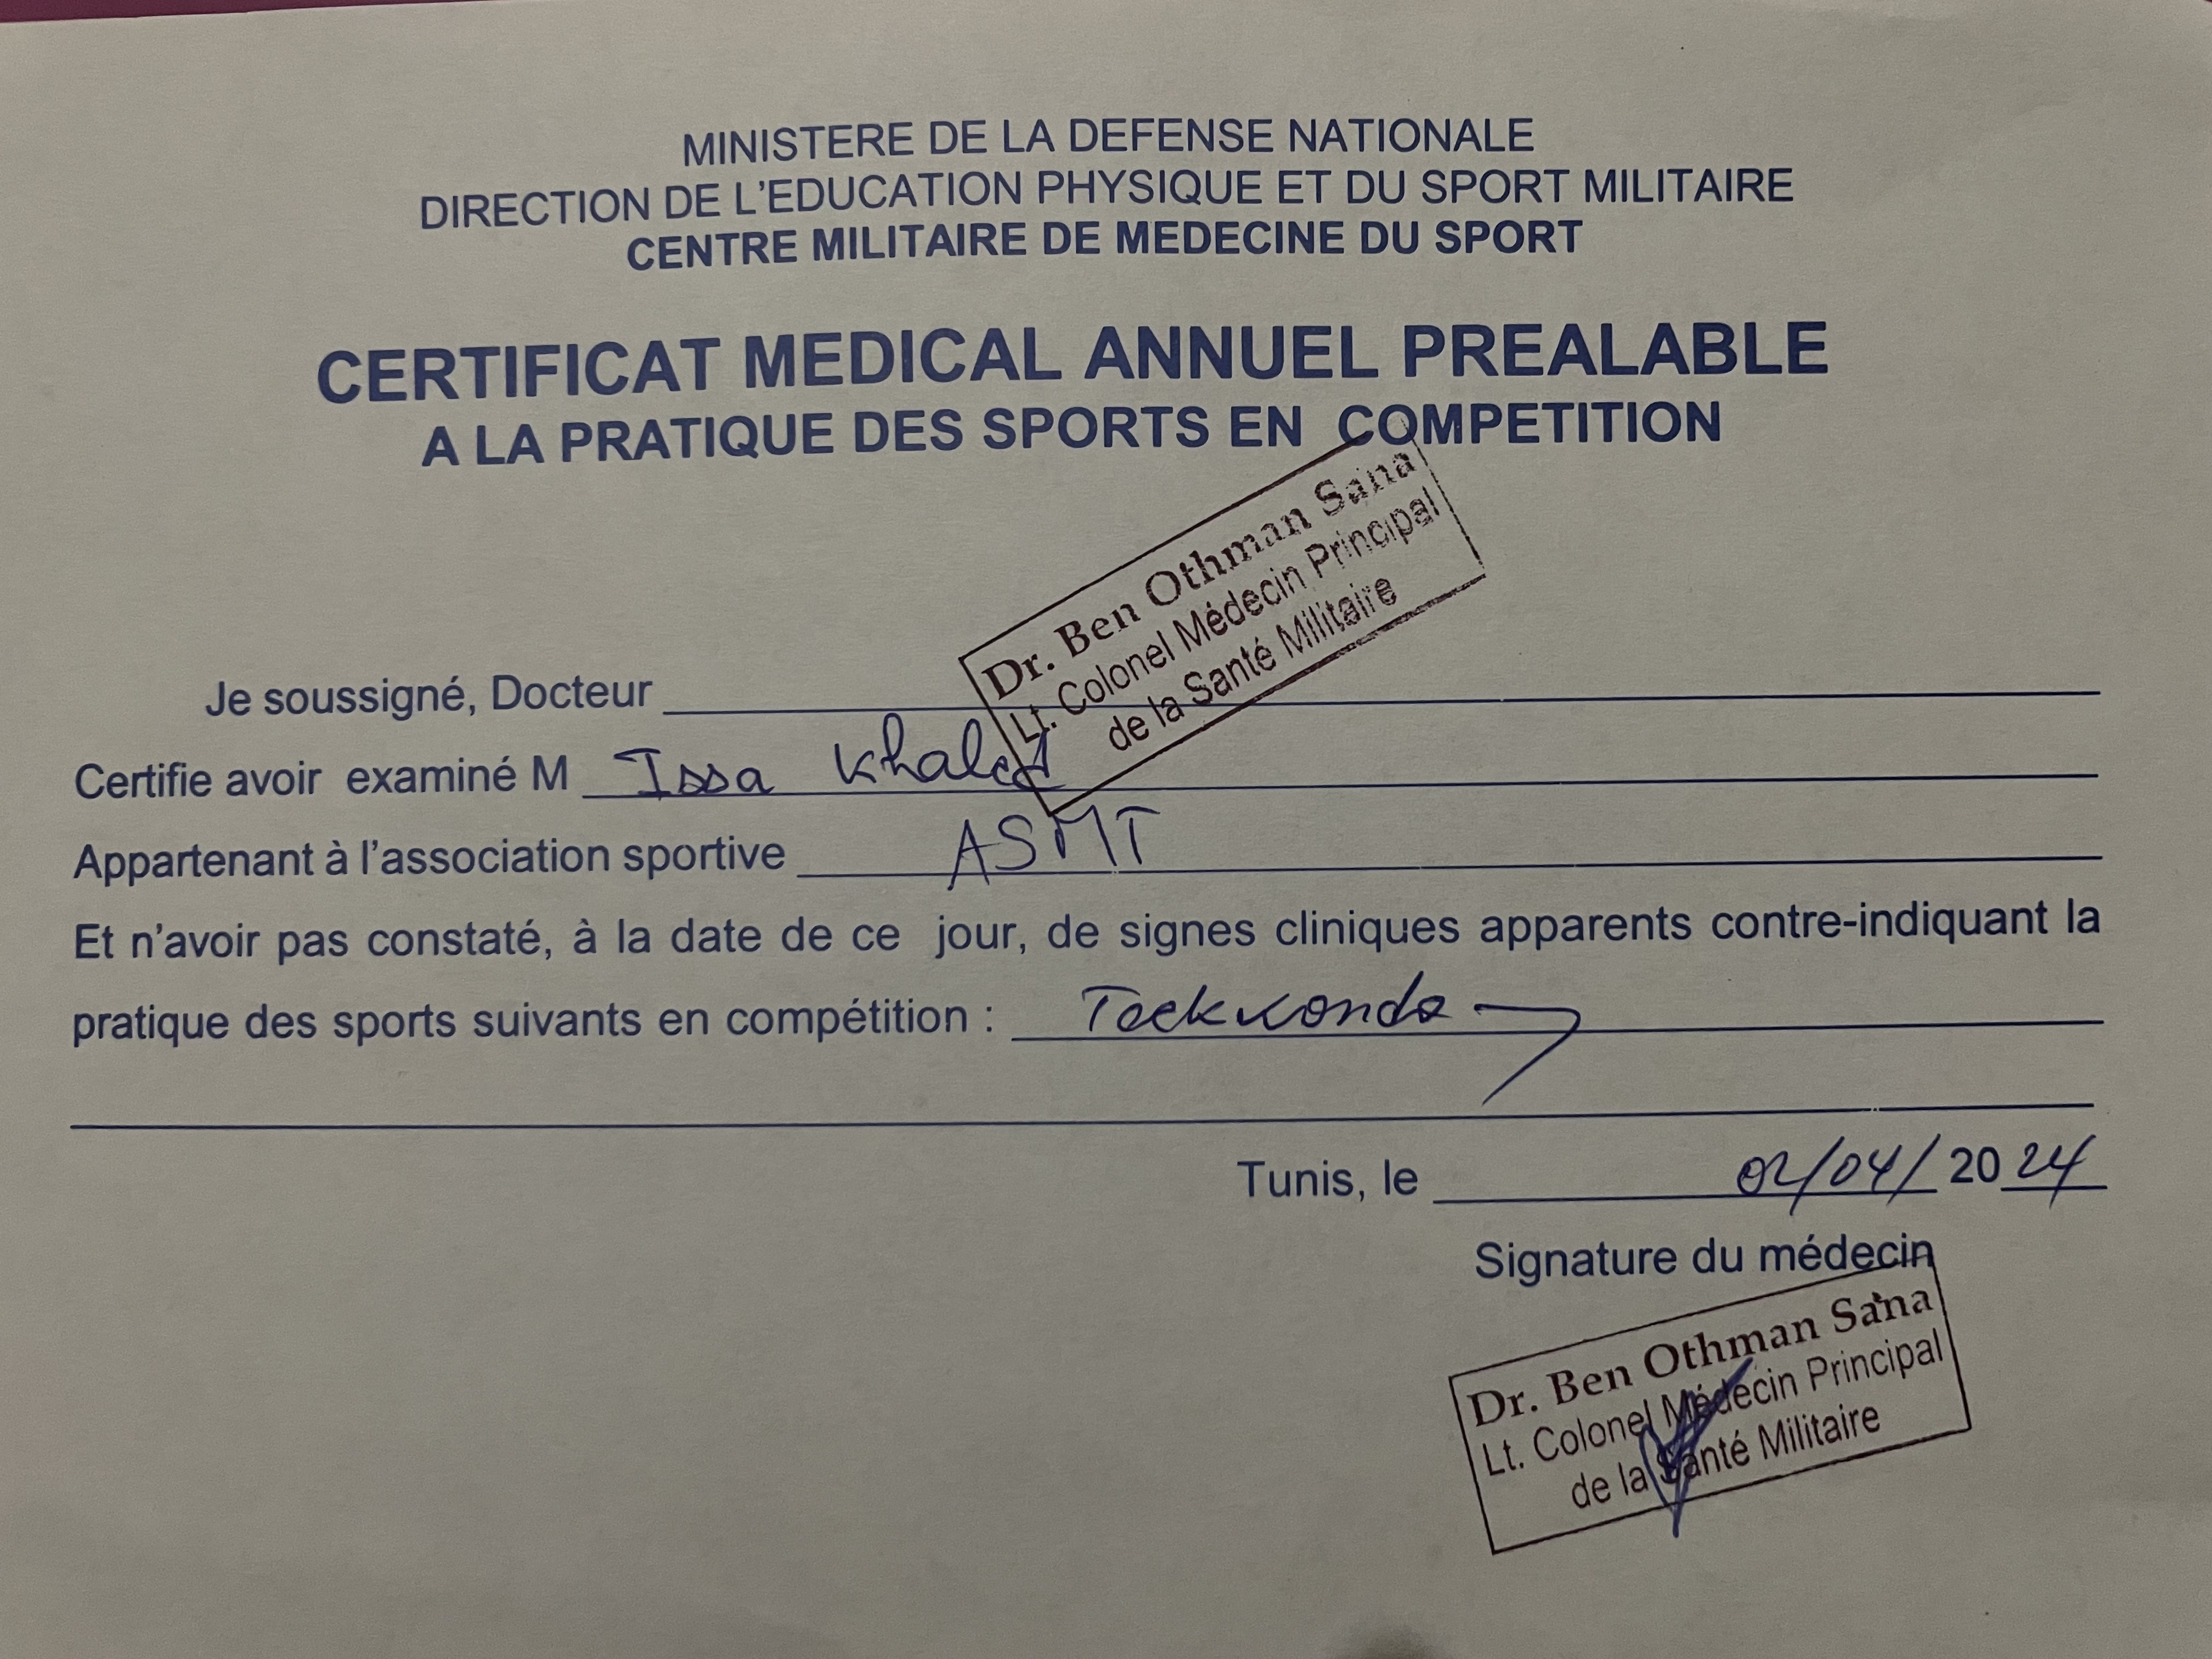 MINISTERE DE LA DEFENSE NATIONALE
DIRECTION DE L'EDUCATION PHYSIQUE ET DU SPORT MILITAIRE
CENTRE MILITAIRE DE MEDECINE DU SPORT
CERTIFICAT MEDICAL ANNUEL PREALABLE
A LA PRATIQUE DES SPORTS EN COMPETITION
Dr. Ben Othman Sana
Lt. Colonel Médecin Principal
de la Santé Militaire
Je soussigné, Docteur
Certifie avoir examiné M Issa Khaled
Appartenant à l'association sportive ASMT
Et n'avoir pas constaté, à la date de ce jour, de signes cliniques apparents contre-indiquant la
pratique des sports suivants en compétition : Taekwondo
Tunis, le 02/04/2024
Signature du médecin
Dr. Ben Othman Sana
Lt. Colonel Médecin Principal
de la Santé Militaire